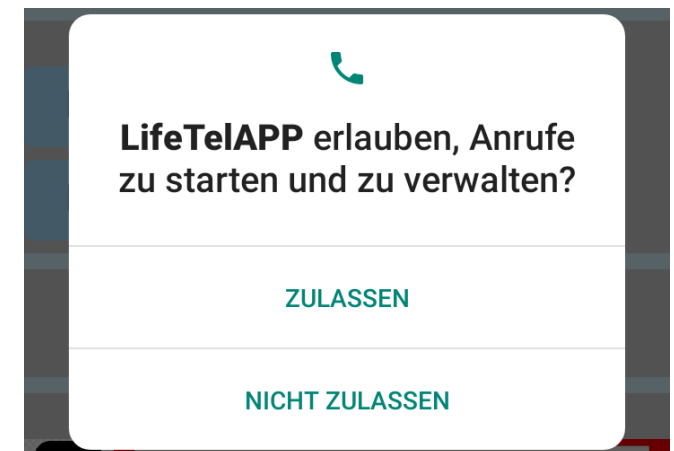 LifeTelAPP erlauben, Anrufe
zu starten und zu verwalten?
ZULASSEN
NICHT ZULASSEN